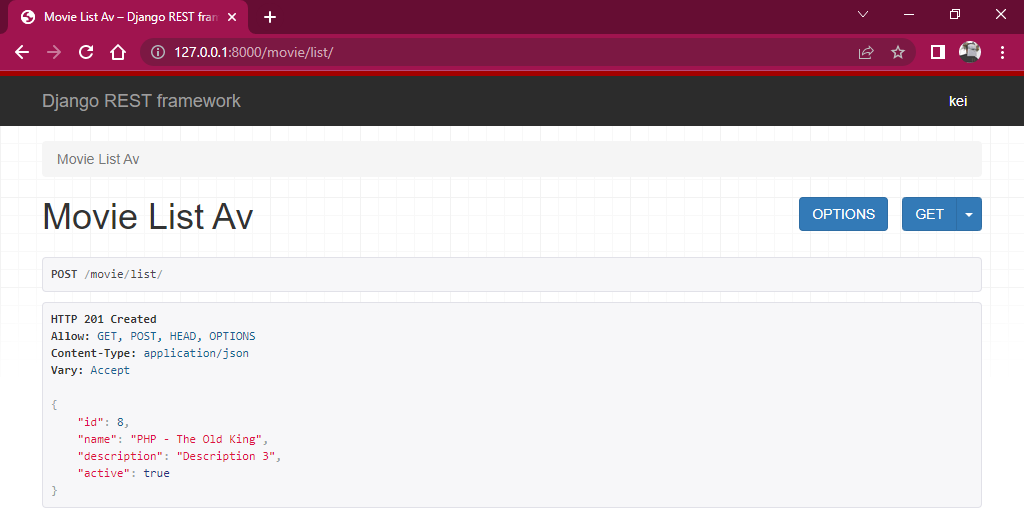 Movie List Av – Django REST fran
127.0.0.1:8000/movie/list/
Django REST framework
kei
Movie List Av
Movie List Av
OPTIONS
GET
POST /movie/list/
HTTP 201 Created
Allow: GET, POST, HEAD, OPTIONS
Content-Type: application/json
Vary: Accept
{
"id": 8,
"name": "PHP - The Old King",
"description": "Description 3",
"active": true
}